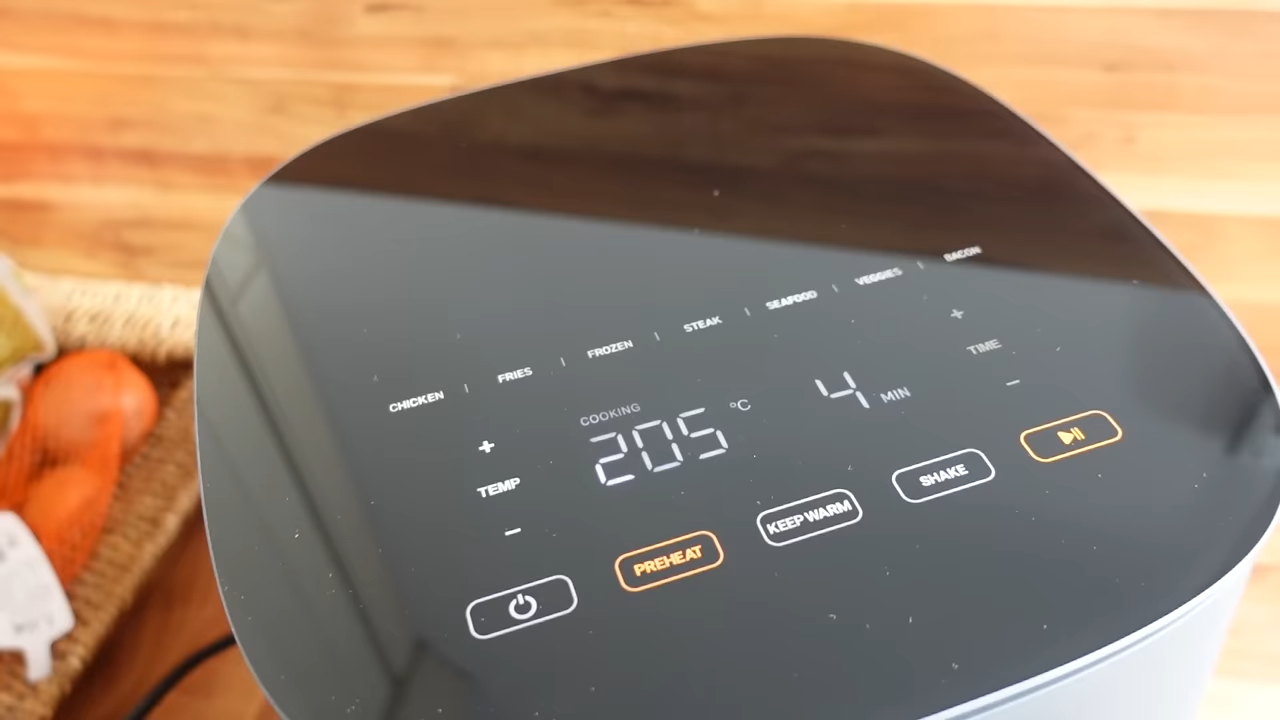 CHICKEN | FRIES | FROZEN | STEAK | SEAFOOD | VEGGIES | BACON
+
TEMP
−
COOKING
205 °C
4 MIN
+
TIME
−
PREHEAT
KEEP WARM
SHAKE